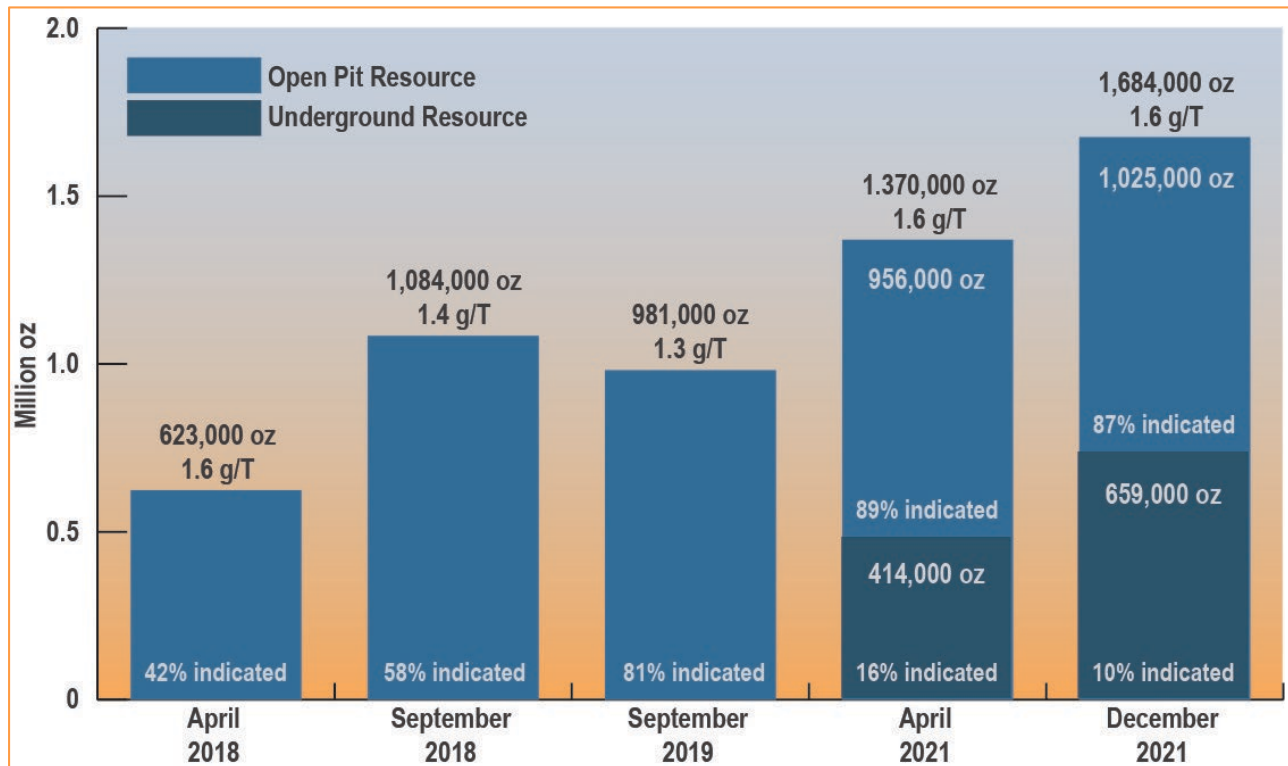 2.0
1.5
1.0
0.5
0
Million oz
Open Pit Resource
Underground Resource
623,000 oz
1.6 g/T
42% indicated
1,084,000 oz
1.4 g/T
58% indicated
981,000 oz
1.3 g/T
81% indicated
1.370,000 oz
1.6 g/T
956,000 oz
89% indicated
414,000 oz
16% indicated
1,684,000 oz
1.6 g/T
1,025,000 oz
87% indicated
659,000 oz
10% indicated
April
2018
September
2018
September
2019
April
2021
December
2021